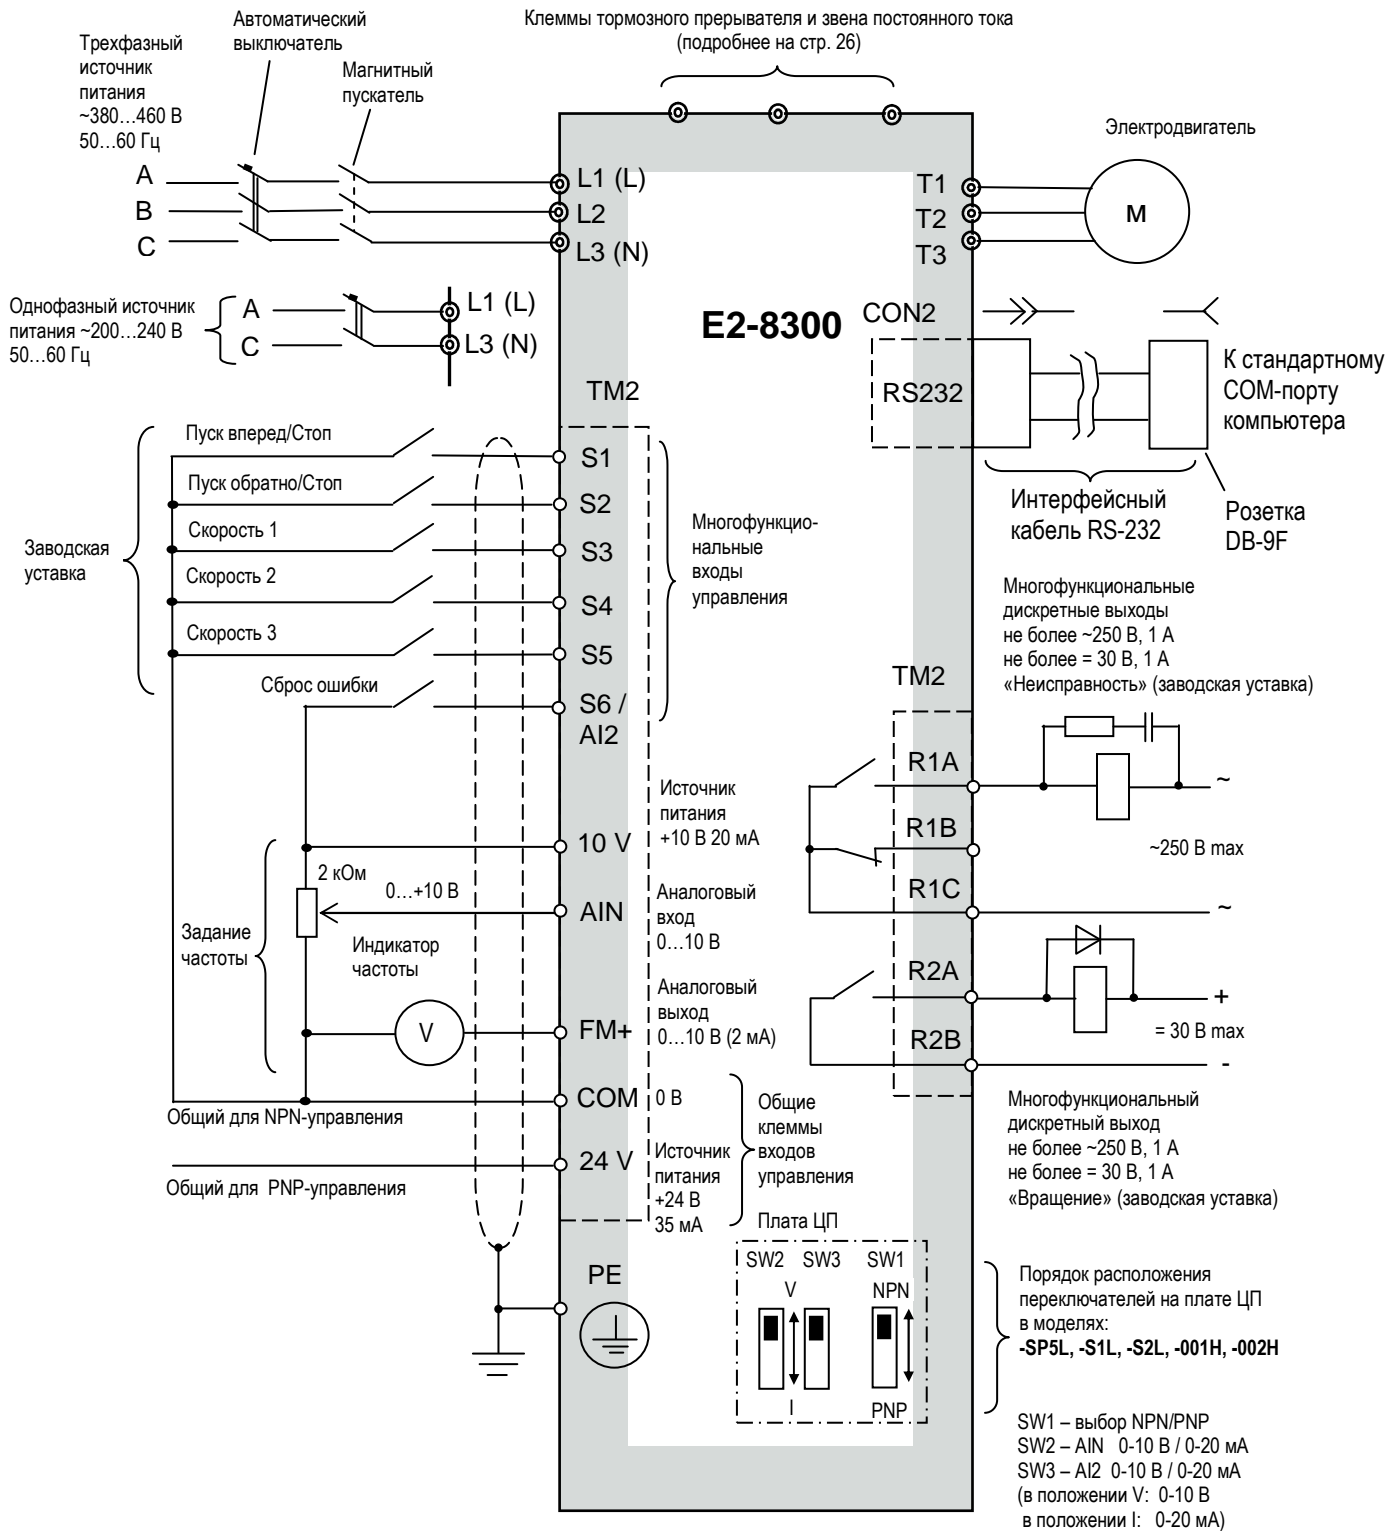 Клеммы тормозного прерывателя и звена постоянного тока
(подробнее на стр. 26)
Автоматический
выключатель
Трехфазный
источник
питания
~380…460 В
50…60 Гц
Магнитный
пускатель
Электродвигатель
A
B
C
L1 (L)
L2
L3 (N)
T1
T2
T3
M
Однофазный источник
питания ~200…240 В
50…60 Гц
A
C
L1 (L)
L3 (N)
E2-8300
CON2
RS232
К стандартному
COM-порту
компьютера
Интерфейсный
кабель RS-232
Розетка
DB-9F
TM2
Заводская
уставка
Пуск вперед/Стоп
S1
Пуск обратно/Стоп
S2
Скорость 1
S3
Скорость 2
S4
Скорость 3
S5
Сброс ошибки
S6 /
AI2
Многофункцио-
нальные
входы
управления
Многофункциональные
дискретные выходы
не более ~250 В, 1 А
не более = 30 В, 1 А
«Неисправность» (заводская уставка)
TM2
R1A
~
R1B
~250 В max
R1C
~
R2A
+
= 30 В max
R2B
-
Источник
питания
+10 В 20 мА
10 V
2 кОм
0…+10 В
AIN
Аналоговый
вход
0…10 В
Задание
частоты
Индикатор
частоты
V
FM+
Аналоговый
выход
0…10 В (2 мА)
COM
0 В
Общий для NPN-управления
24 V
Источник
питания
+24 В
35 мА
Общий для PNP-управления
Общие
клеммы
входов
управления
Многофункциональный
дискретный выход
не более ~250 В, 1 А
не более = 30 В, 1 А
«Вращение» (заводская уставка)
PE
Плата ЦП
SW2 SW3 SW1
V
NPN
I
PNP
Порядок расположения
переключателей на плате ЦП
в моделях:
-SP5L, -S1L, -S2L, -001H, -002H
SW1 – выбор NPN/PNP
SW2 – AIN 0-10 В / 0-20 мА
SW3 – AI2 0-10 В / 0-20 мА
(в положении V: 0-10 В
в положении I: 0-20 мА)